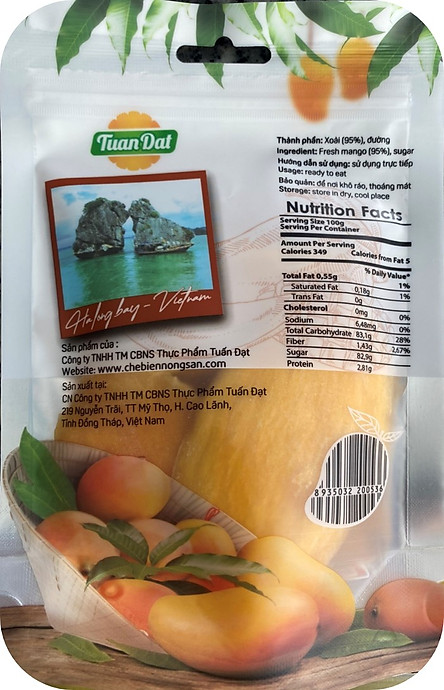 Tuan Dat
Thành phần: Xoài (95%), đường
Ingredient: Fresh mango (95%), sugar
Hướng dẫn sử dụng: sử dụng trực tiếp
Usage: ready to eat
Bảo quản: để nơi khô ráo, thoáng mát
Storage: store in dry, cool place
Nutrition Facts
Serving Size 100g
Serving Per Container
Amount Per Serving
Calories 349 Calories from Fat 5
% Daily Value*
Total Fat 0,55g 1%
Saturated Fat 0,18g 1%
Trans Fat 0g
Cholesterol 0mg 0%
Sodium 6,48mg 0%
Total Carbohydrate 83,1g 28%
Fiber 1,43g 2,67%
Sugar 82,9g
Protein 2,81g
Ha long bay - Vietnam
Sản phẩm của :
Công ty TNHH TM CBNS Thực Phẩm Tuấn Đạt
Website: www.chebiennongsan.com
Sản xuất tại:
CN Công ty TNHH TM CBNS Thực Phẩm Tuấn Đạt
219 Nguyễn Trãi, TT Mỹ Thọ, H. Cao Lãnh,
Tỉnh Đồng Tháp, Việt Nam
8 935032 200536